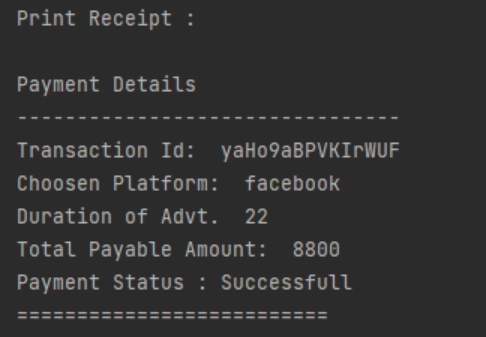 Print Receipt :
Payment Details
--------------------------------
Transaction Id:  yaHo9aBPVKIrWUF
Choosen Platform:  facebook
Duration of Advt.  22
Total Payable Amount:  8800
Payment Status : Successfull
==========================